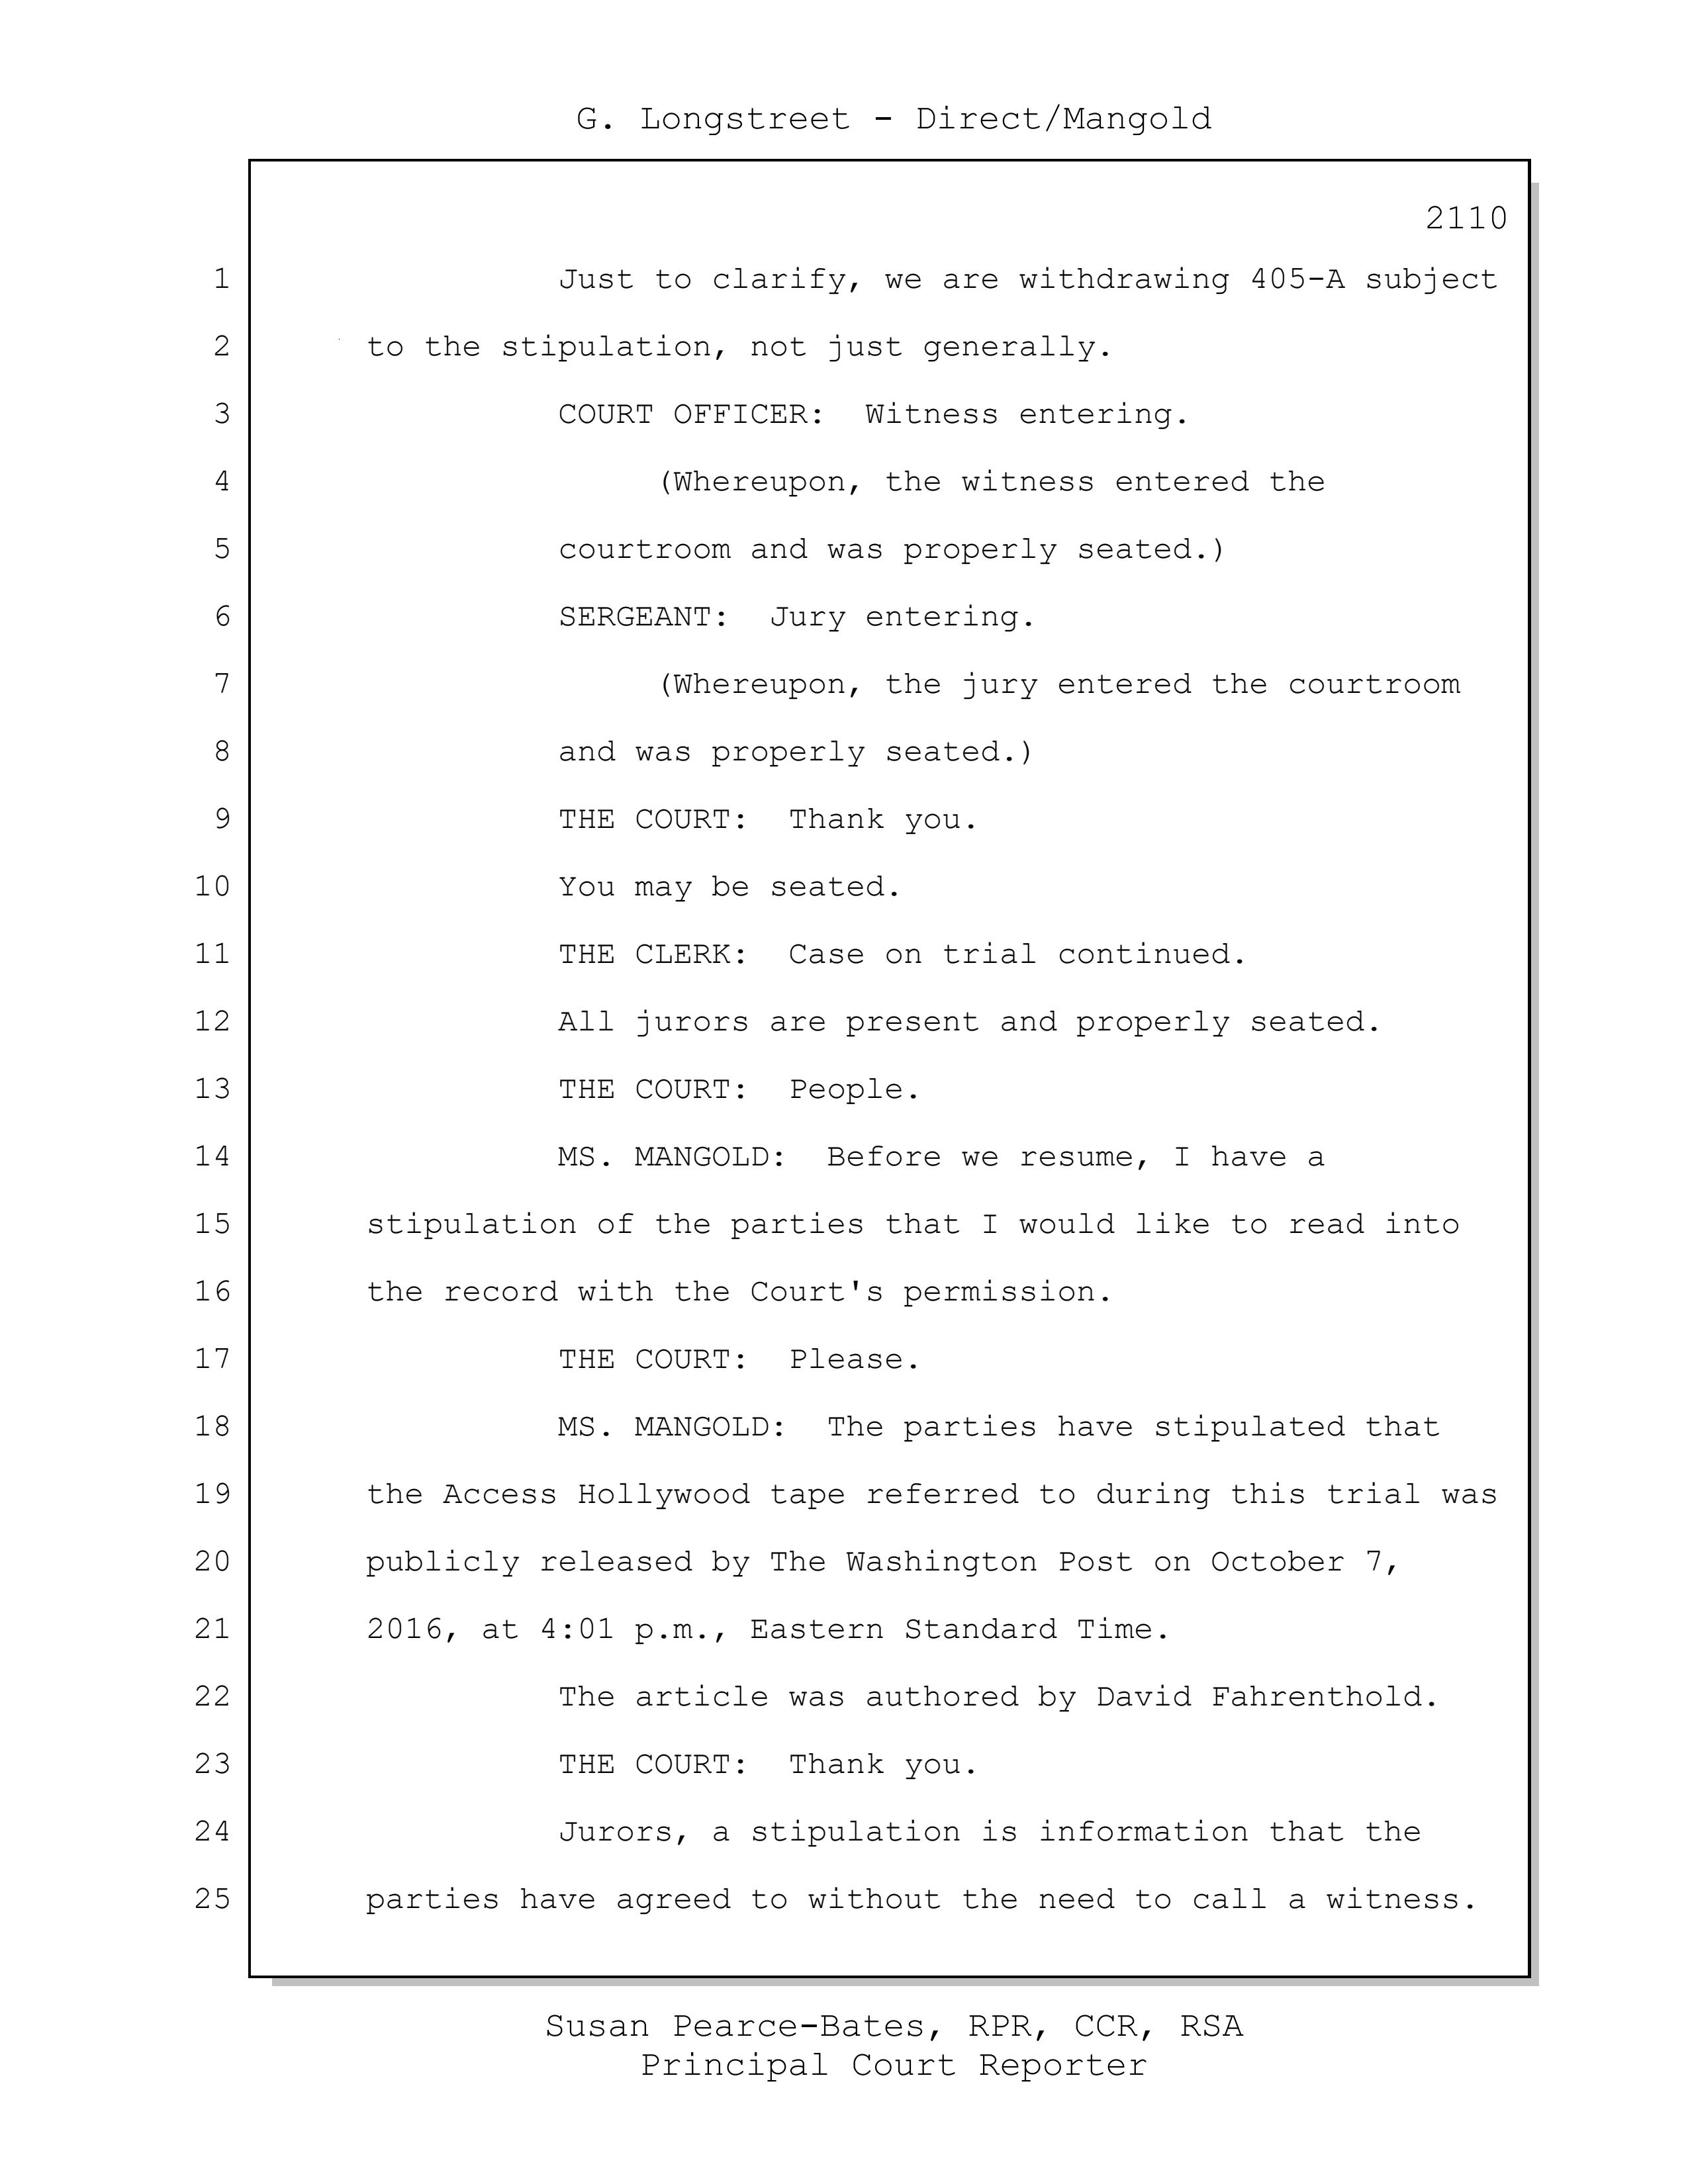 G. Longstreet - Direct/Mangold
2110
1 Just to clarify, we are withdrawing 405-A subject
2 to the stipulation, not just generally.
3 COURT OFFICER: Witness entering.
4 (Whereupon, the witness entered the
5 courtroom and was properly seated.)
6 SERGEANT: Jury entering.
7 (Whereupon, the jury entered the courtroom
8 and was properly seated.)
9 THE COURT: Thank you.
10 You may be seated.
11 THE CLERK: Case on trial continued.
12 All jurors are present and properly seated.
13 THE COURT: People.
14 MS. MANGOLD: Before we resume, I have a
15 stipulation of the parties that I would like to read into
16 the record with the Court's permission.
17 THE COURT: Please.
18 MS. MANGOLD: The parties have stipulated that
19 the Access Hollywood tape referred to during this trial was
20 publicly released by The Washington Post on October 7,
21 2016, at 4:01 p.m., Eastern Standard Time.
22 The article was authored by David Fahrenthold.
23 THE COURT: Thank you.
24 Jurors, a stipulation is information that the
25 parties have agreed to without the need to call a witness.
Susan Pearce-Bates, RPR, CCR, RSA
Principal Court Reporter